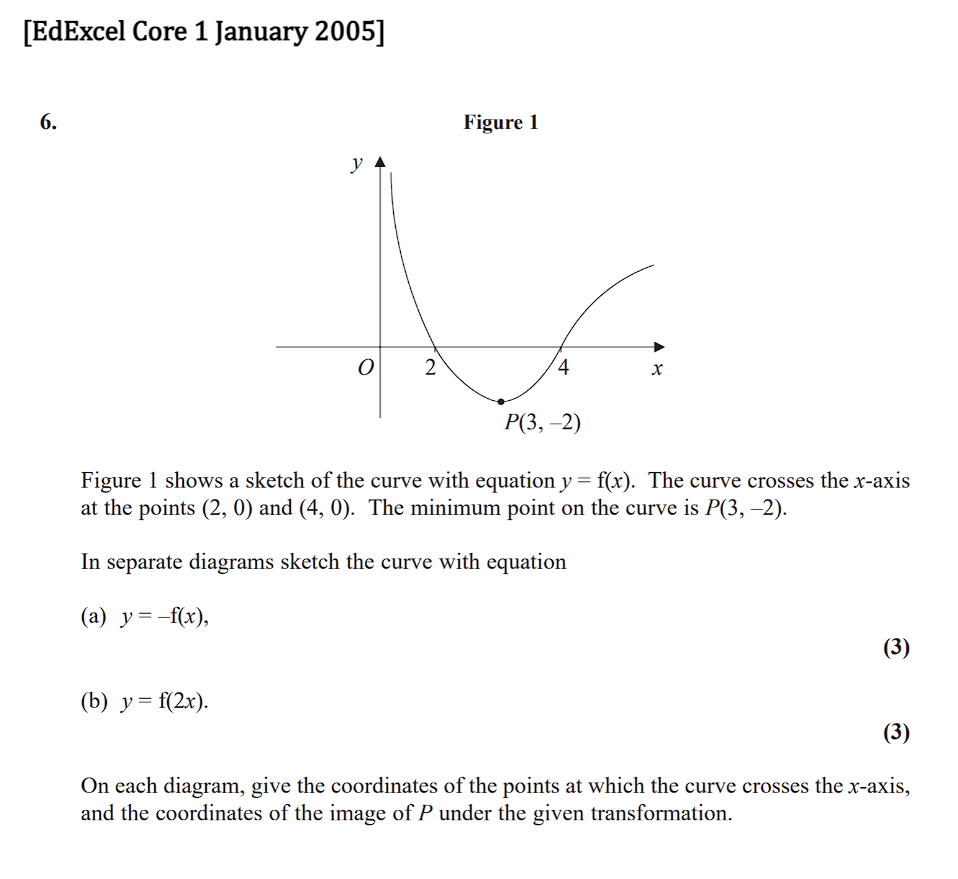 [EdExcel Core 1 January 2005]
6.
Figure 1
y
O
2
4
x
P(3, –2)
Figure 1 shows a sketch of the curve with equation y = f(x). The curve crosses the x-axis
at the points (2, 0) and (4, 0). The minimum point on the curve is P(3, –2).
In separate diagrams sketch the curve with equation
(a) y = –f(x),
(3)
(b) y = f(2x).
(3)
On each diagram, give the coordinates of the points at which the curve crosses the x-axis,
and the coordinates of the image of P under the given transformation.